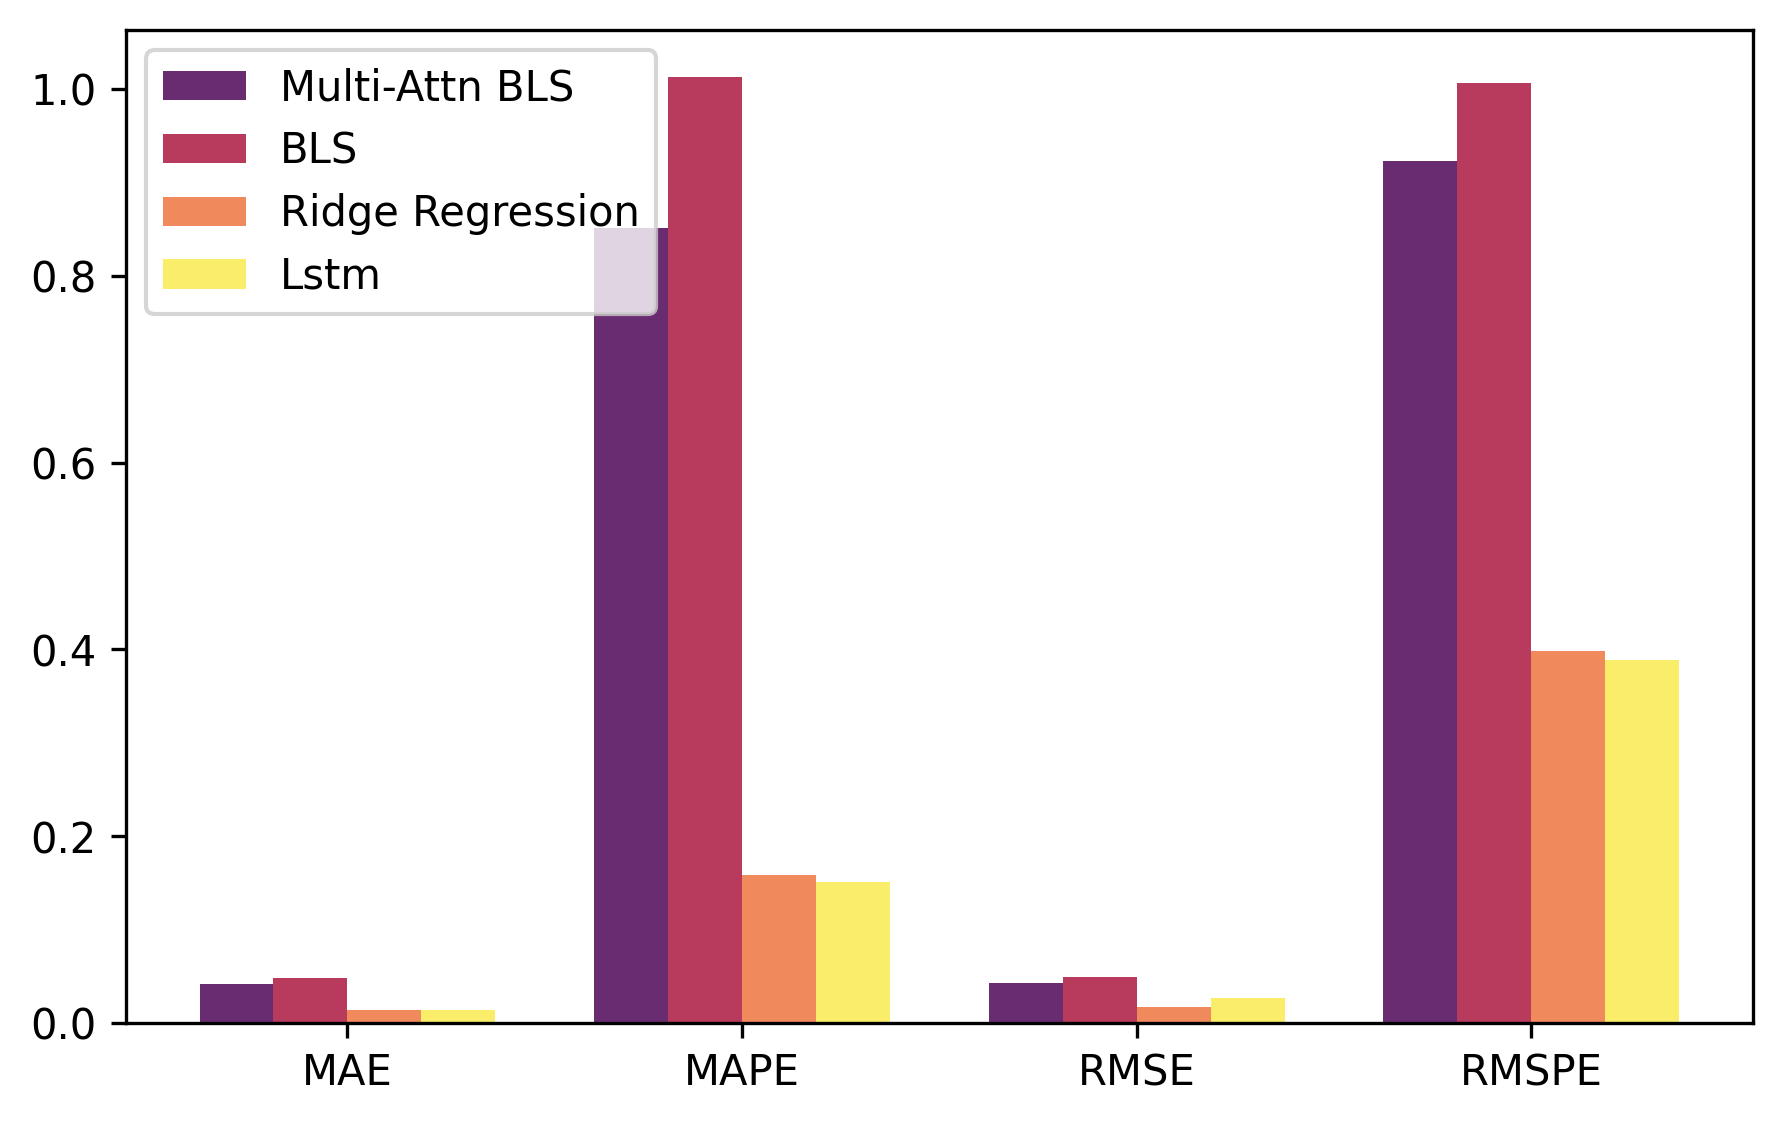 Multi-Attn BLS
BLS
Ridge Regression
Lstm
1.0
0.8
0.6
0.4
0.2
0.0
MAE MAPE RMSE RMSPE